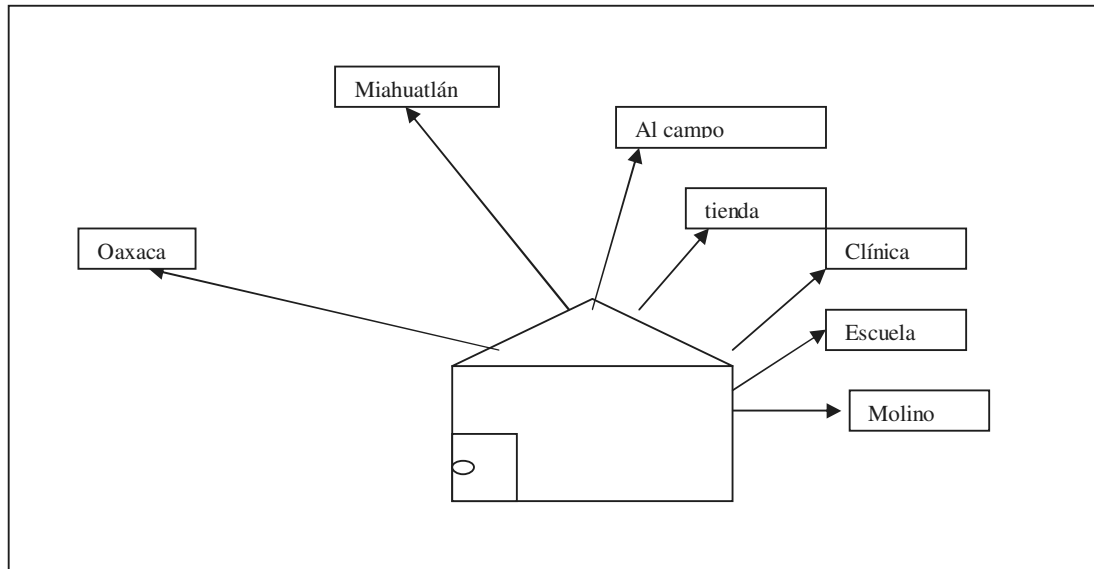 Miahuatlán
Al campo
tienda
Oaxaca
Clínica
Escuela
Molino